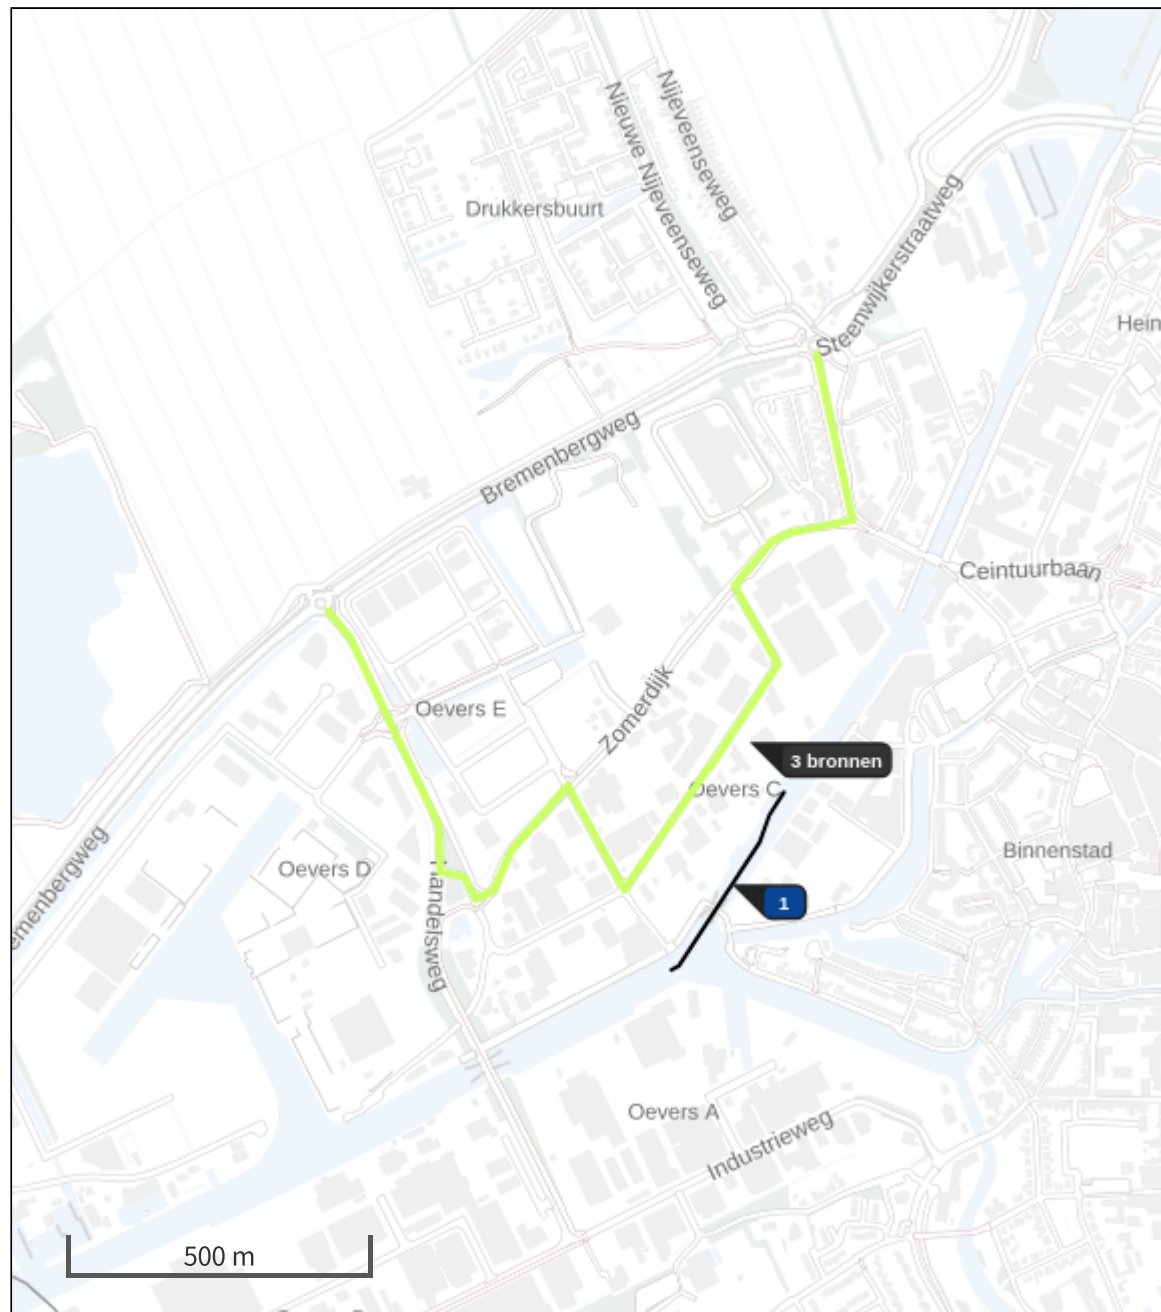 Nijeveenseweg
Nieuwe Nijeveenseweg
Drukkersbuurt
Steenwijkerstraatweg
Hein
Bremenbergweg
Ceintuurbaan
Oevers E
Zomerdijk
3 bronnen
Oevers C
Binnenstad
Oevers D
emenbergweg
Handelsweg
1
Oevers A
Industrieweg
500 m